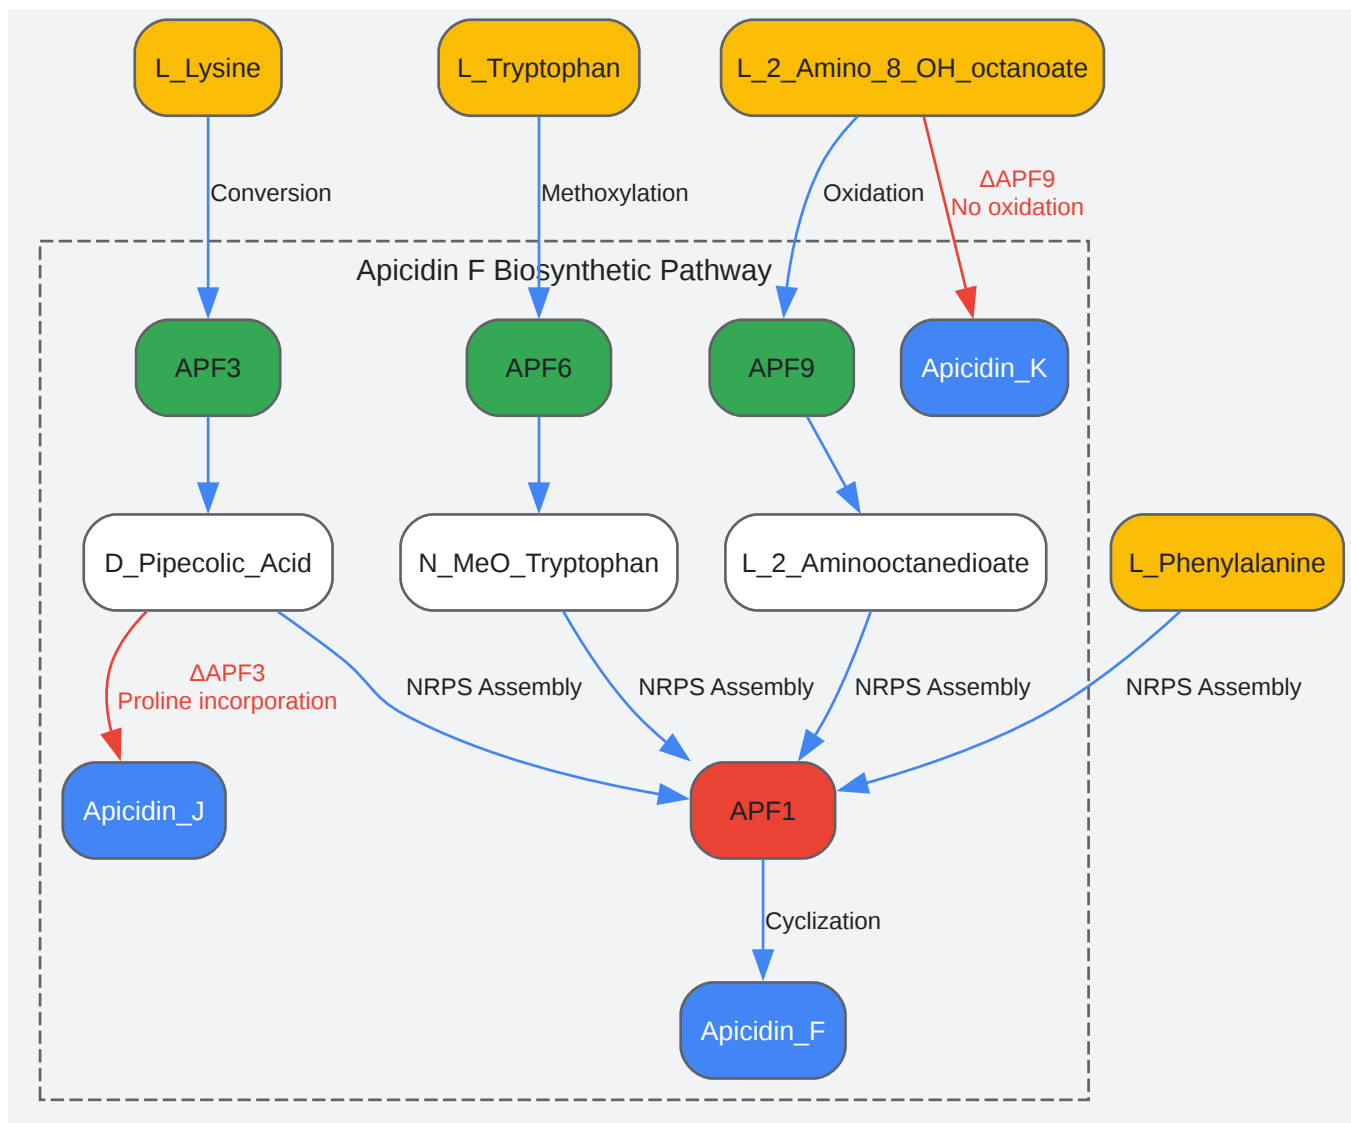 L_Lysine
L_Tryptophan
L_2_Amino_8_OH_octanoate
Conversion
Methoxylation
Oxidation
ΔAPF9
No oxidation
Apicidin F Biosynthetic Pathway
APF3
APF6
APF9
Apicidin_K
D_Pipecolic_Acid
N_MeO_Tryptophan
L_2_Aminooctanedioate
L_Phenylalanine
ΔAPF3
Proline incorporation
NRPS Assembly
NRPS Assembly
NRPS Assembly
NRPS Assembly
Apicidin_J
APF1
Cyclization
Apicidin_F